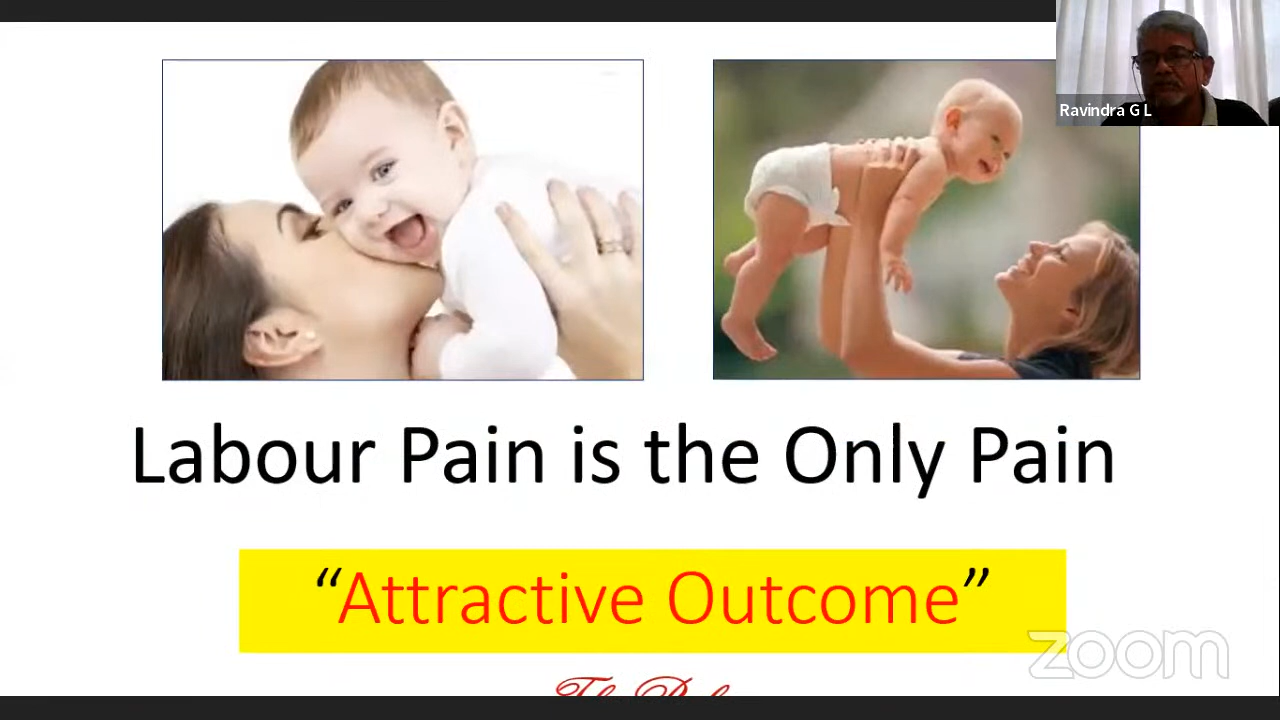 Ravindra G L
Labour Pain is the Only Pain
“Attractive Outcome”
zoom